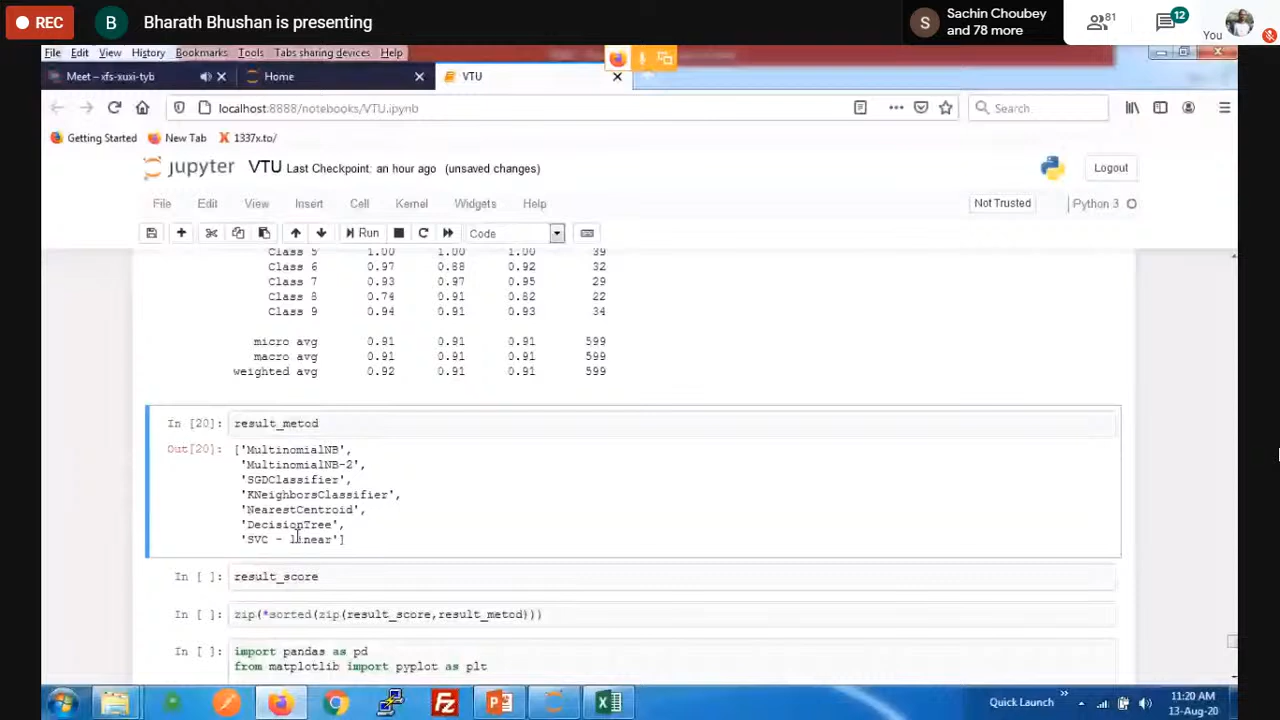 REC
B
Bharath Bhushan is presenting
S
Sachin Choubey
and 78 more
81
12
You
File Edit View History Bookmarks Tools Tabs sharing devices Help
Meet – xfs-xuxi-tyb
Home
VTU
localhost:8888/notebooks/VTU.ipynb
Search
Getting Started
New Tab
1337x.to/
jupyter VTU Last Checkpoint: an hour ago (unsaved changes)
Logout
File Edit View Insert Cell Kernel Widgets Help
Not Trusted
Python 3
Run
Code
Class 5 1.00 1.00 1.00 39
Class 6 0.97 0.88 0.92 32
Class 7 0.93 0.97 0.95 29
Class 8 0.74 0.91 0.82 22
Class 9 0.94 0.91 0.93 34
micro avg 0.91 0.91 0.91 599
macro avg 0.91 0.91 0.91 599
weighted avg 0.92 0.91 0.91 599
In [20]: result_metod
Out[20]: ['MultinomialNB',
'MultinomialNB-2',
'SGDClassifier',
'KNeighborsClassifier',
'NearestCentroid',
'DecisionTree',
'SVC - linear']
In [ ]: result_score
In [ ]: zip(*sorted(zip(result_score,result_metod)))
In [ ]: import pandas as pd
from matplotlib import pyplot as plt
Quick Launch
11:20 AM
13-Aug-20